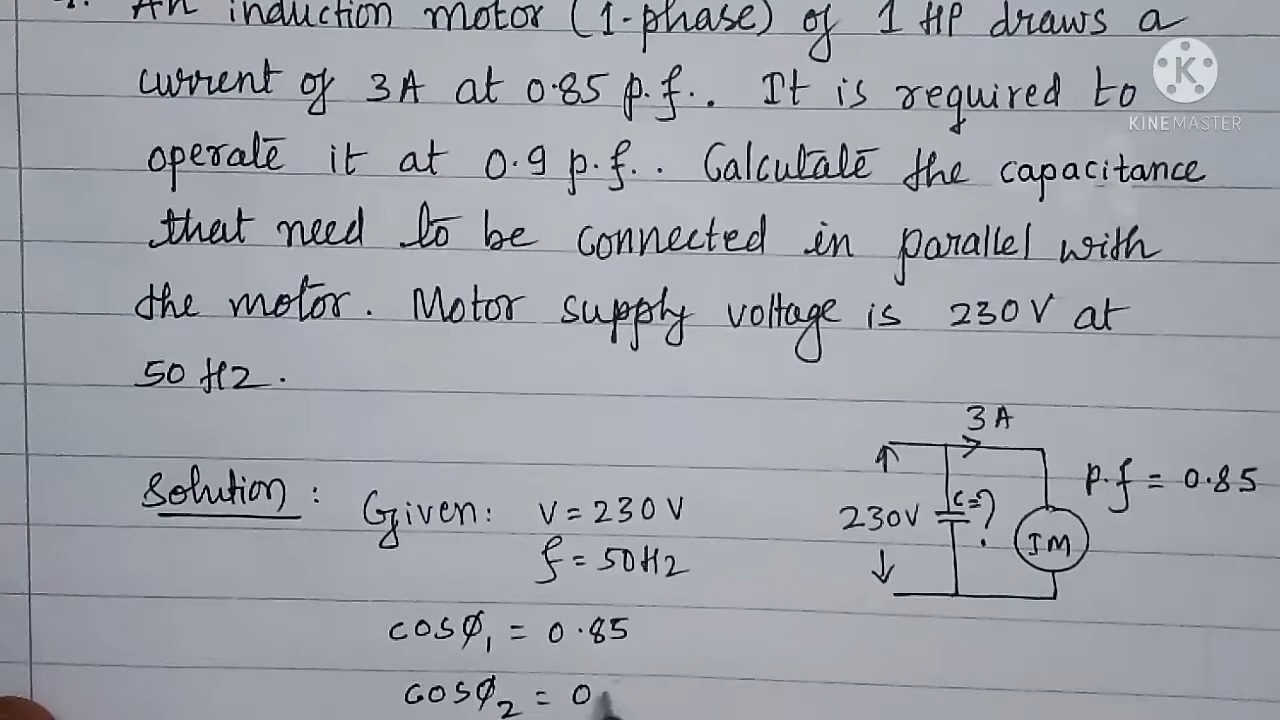 An induction motor (1-phase) of 1 HP draws a
current of 3A at 0.85 p.f.. It is required to
operate it at 0.9 p.f.. Calculate the capacitance
that need to be connected in parallel with
the motor. Motor supply voltage is 230V at
50 Hz.
Solution: Given: V = 230 V
f = 50Hz
cosφ1 = 0.85
cosφ2 = 0
3A
p.f = 0.85
230V
C=?
IM
K
KINEMASTER